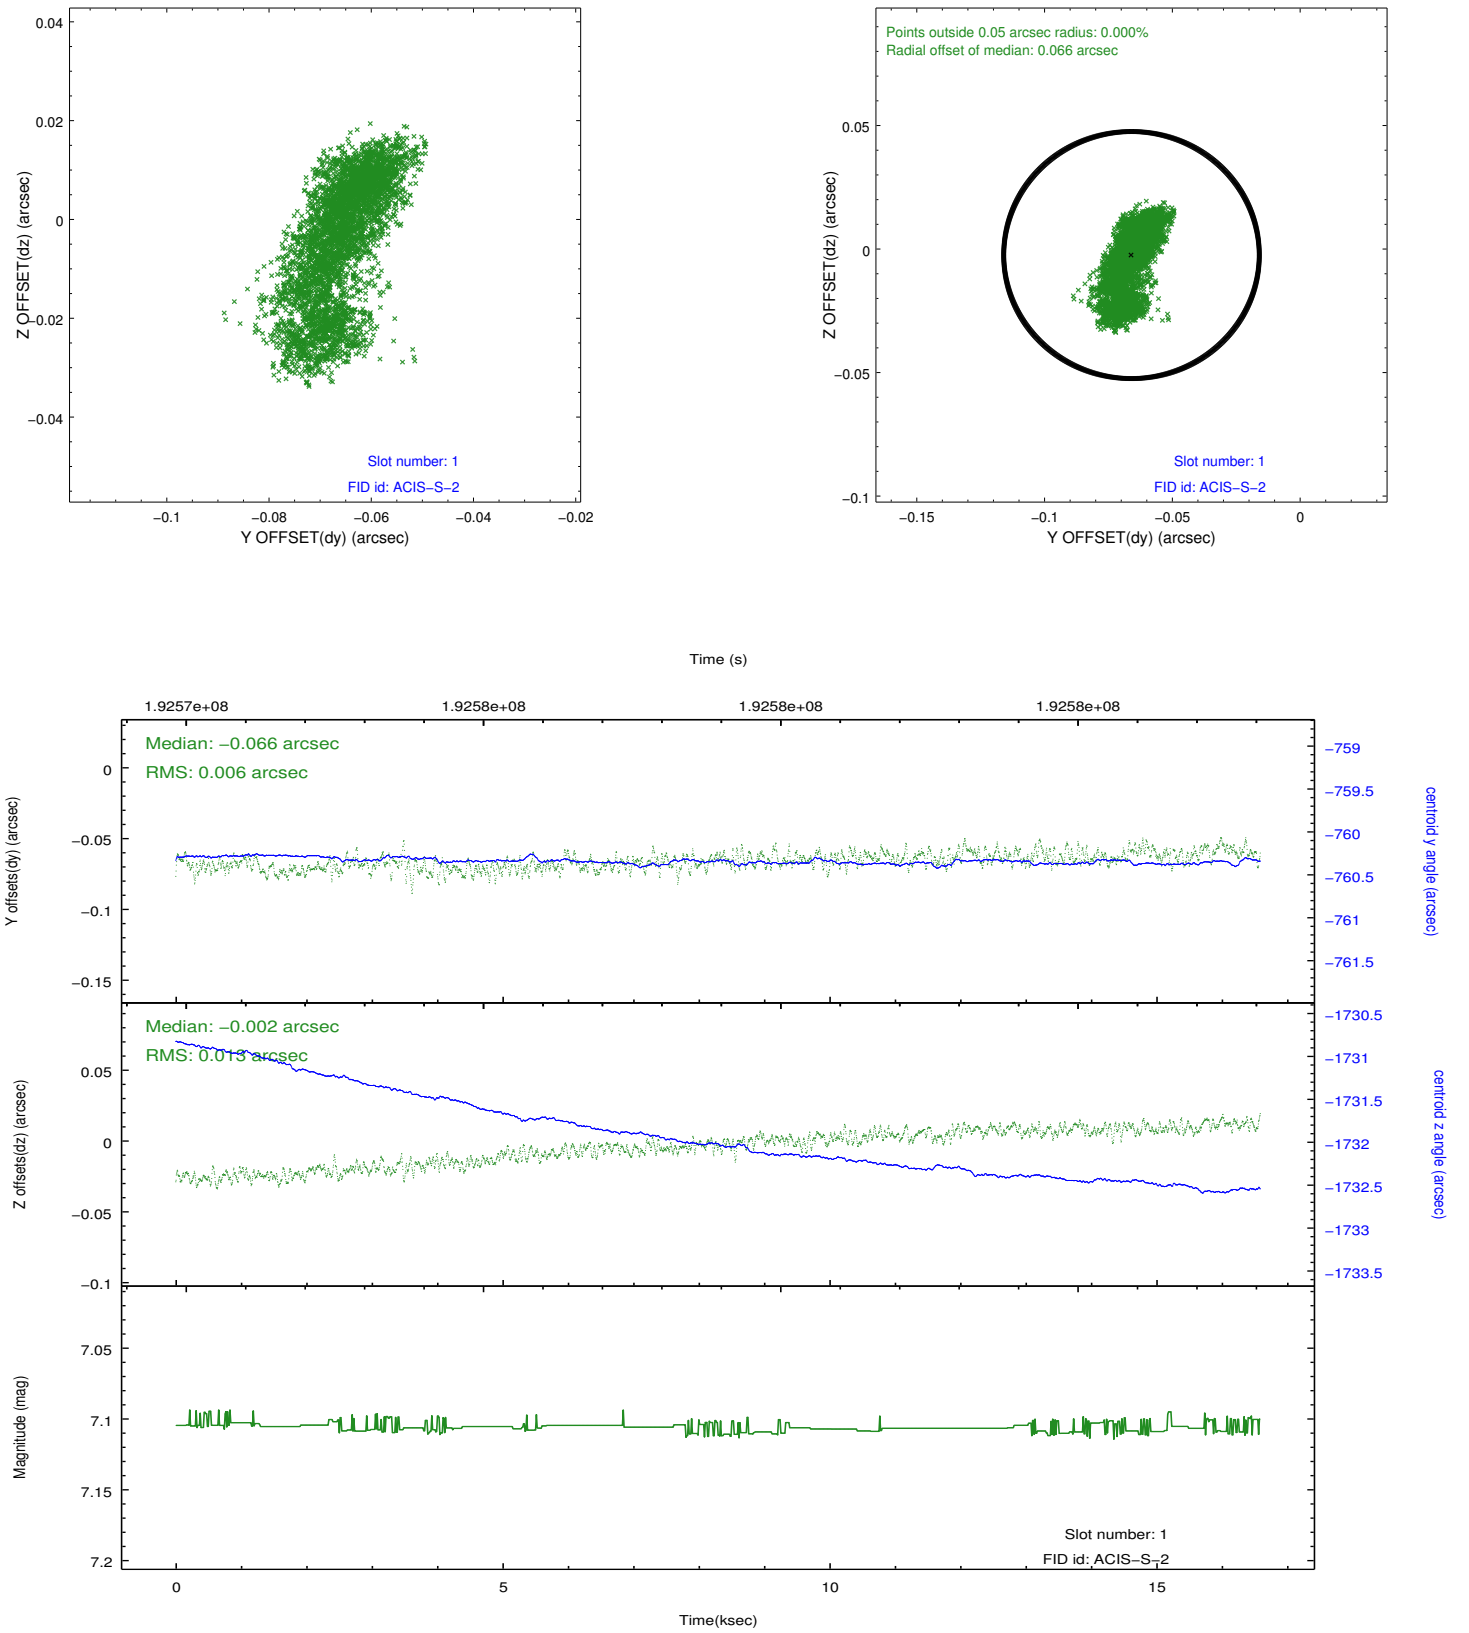 0.04
0.02
0
−0.02
−0.04
Z OFFSET(dz) (arcsec)
Slot number: 1
FID id: ACIS−S−2
−0.1
−0.08
−0.06
−0.04
−0.02
Y OFFSET(dy) (arcsec)
Points outside 0.05 arcsec radius: 0.000%
Radial offset of median: 0.066 arcsec
0.05
0
−0.05
−0.1
Z OFFSET(dz) (arcsec)
Slot number: 1
FID id: ACIS−S−2
−0.15
−0.1
−0.05
0
Y OFFSET(dy) (arcsec)
Time (s)
1.9257e+08
1.9258e+08
1.9258e+08
1.9258e+08
Median: −0.066 arcsec
RMS: 0.006 arcsec
0
−0.05
−0.1
−0.15
Y offsets(dy) (arcsec)
−759
−759.5
−760
−760.5
−761
−761.5
centroid y angle (arcsec)
Median: −0.002 arcsec
RMS: 0.013 arcsec
0.05
0
−0.05
−0.1
Z offsets(dz) (arcsec)
−1730.5
−1731
−1731.5
−1732
−1732.5
−1733
−1733.5
centroid z angle (arcsec)
7.05
7.1
7.15
7.2
Magnitude (mag)
Slot number: 1
FID id: ACIS−S−2
0
5
10
15
Time(ksec)